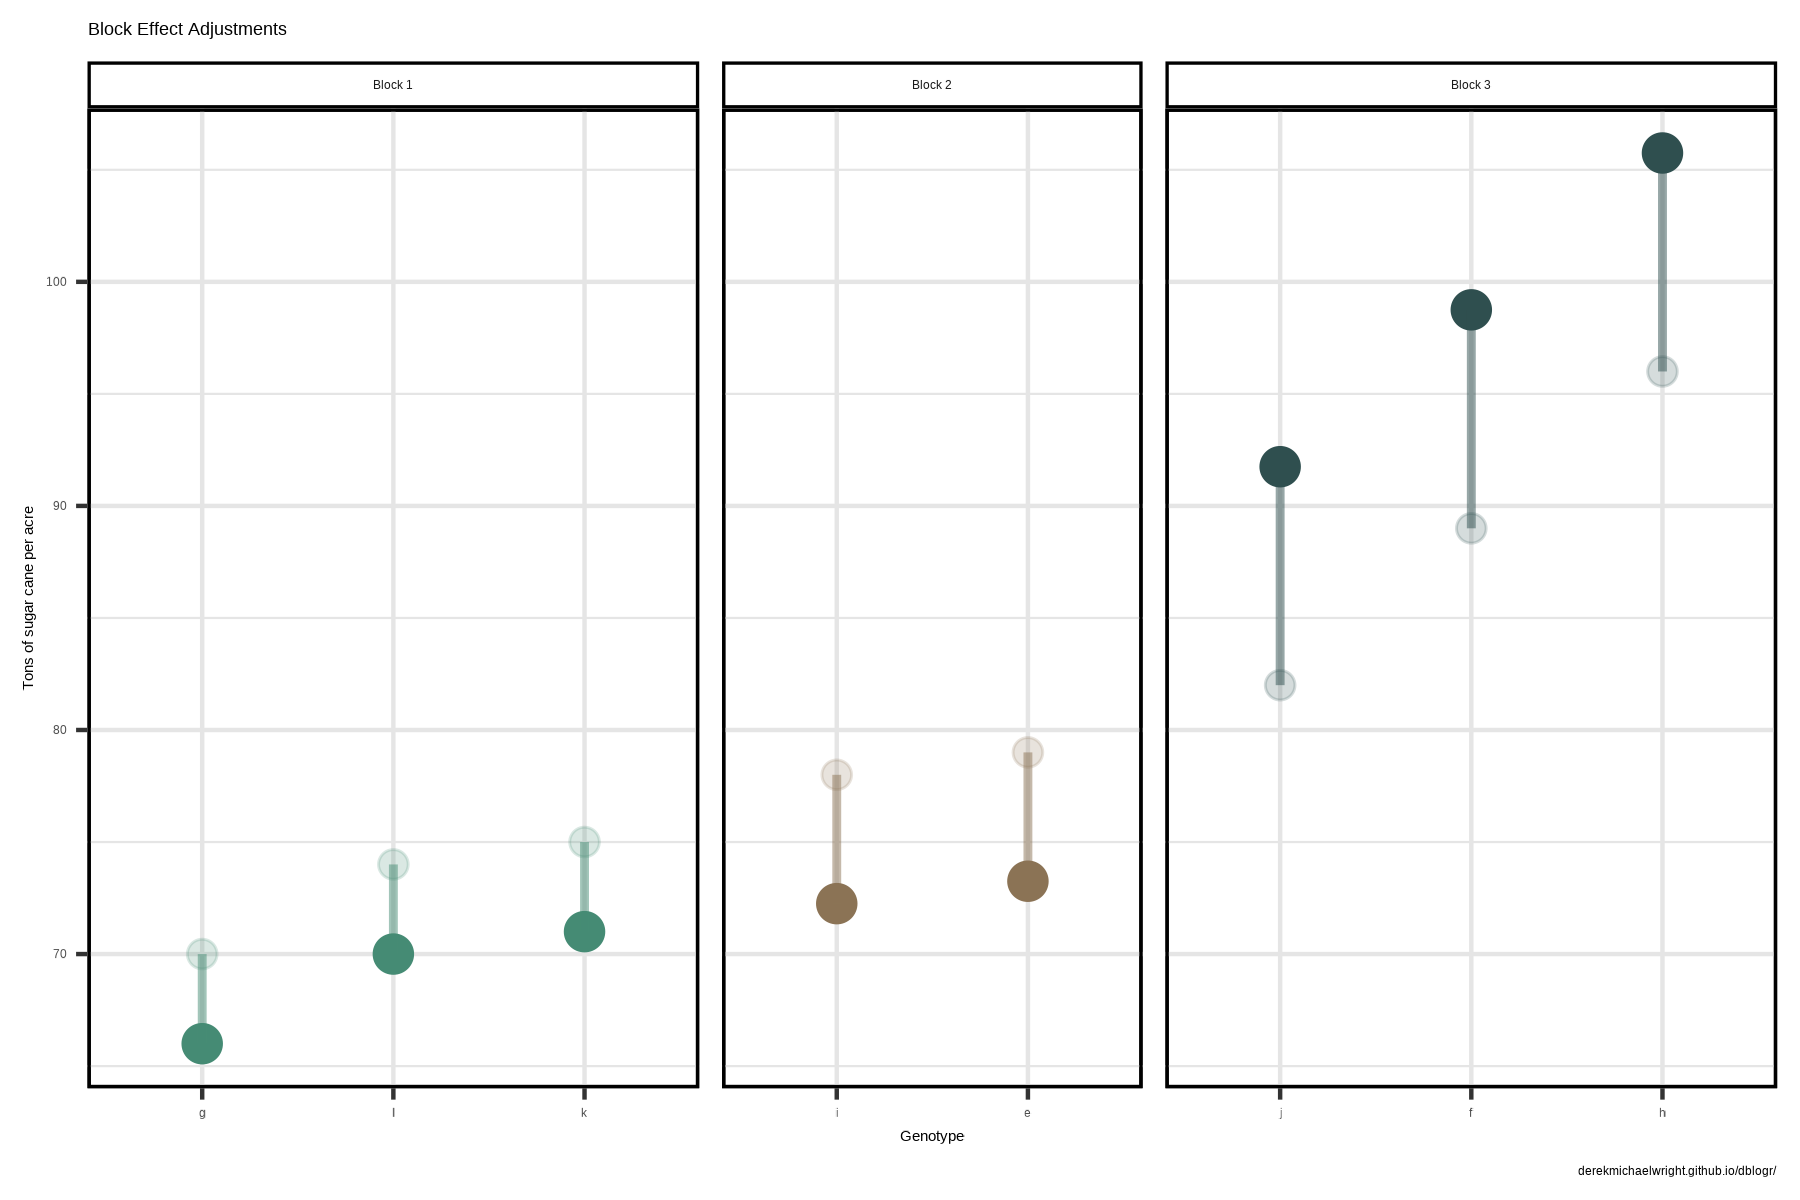 Block Effect Adjustments
Block 1
Block 2
Block 3
Tons of sugar cane per acre
100
90
80
70
g
l
k
i
e
j
f
h
Genotype
derekmichaelwright.github.io/dblogr/